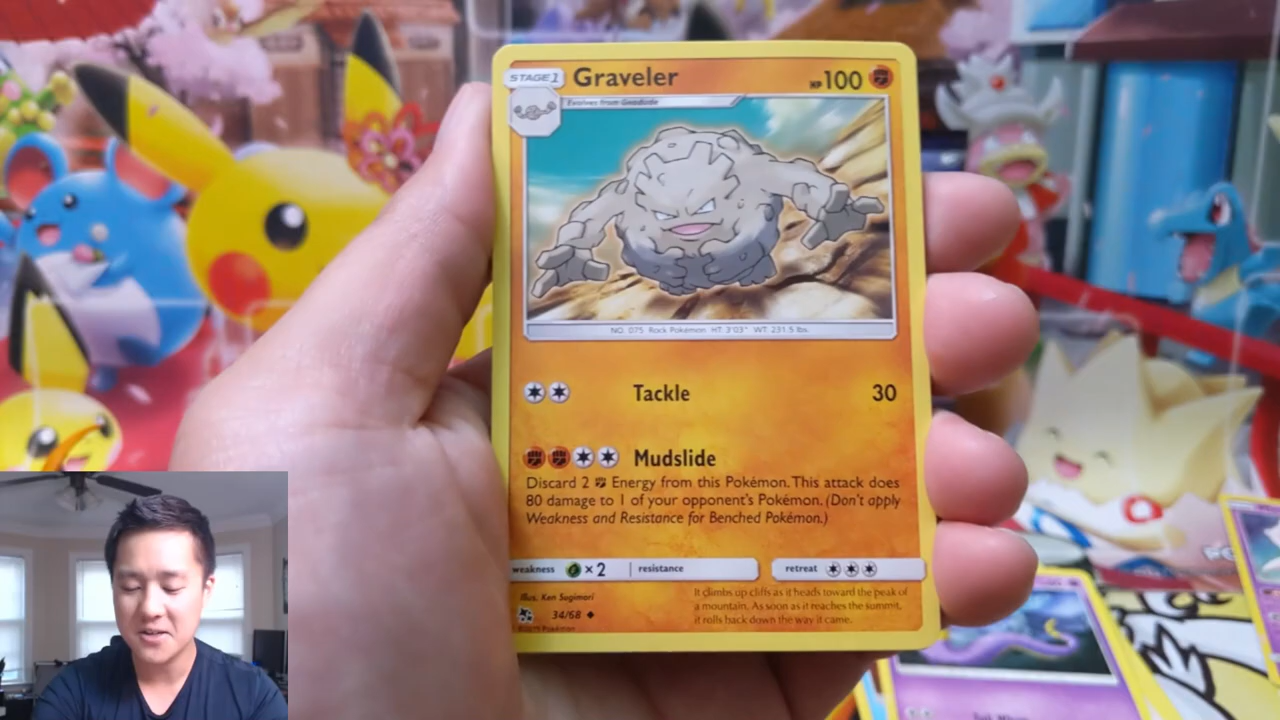 STAGE1 Graveler HP100
Evolves from Geodude
NO. 075 Rock Pokémon HT: 3'03" WT: 231.5 lbs.
Tackle 30
Mudslide
Discard 2 Energy from this Pokémon. This attack does
80 damage to 1 of your opponent's Pokémon. (Don't apply
Weakness and Resistance for Benched Pokémon.)
weakness ×2 resistance retreat
Illus. Ken Sugimori
34/68
It climbs up cliffs as it heads toward the peak of
a mountain. As soon as it reaches the summit,
it rolls back down the way it came.